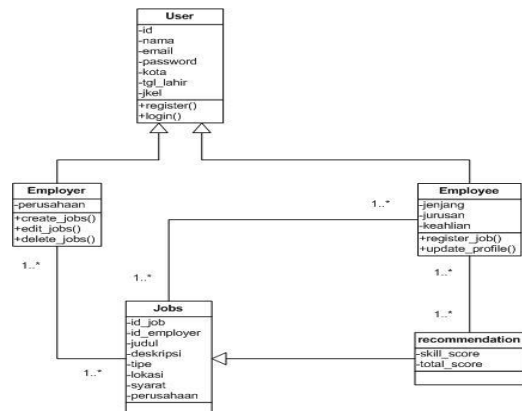 User
-id
-nama
-email
-password
-kota
-tgl_lahir
-jkel
+register()
+login()
Employer
-perusahaan
+create_jobs()
+edit_jobs()
+delete_jobs()
Employee
-jenjang
-jurusan
-keahlian
+register_job()
+update_profile()
1..*
1..*
1..*
1..*
1..*
1..*
Jobs
-id_job
-id_employer
-judul
-deskripsi
-tipe
-lokasi
-syarat
-perusahaan
recommendation
-skill_score
-total_score